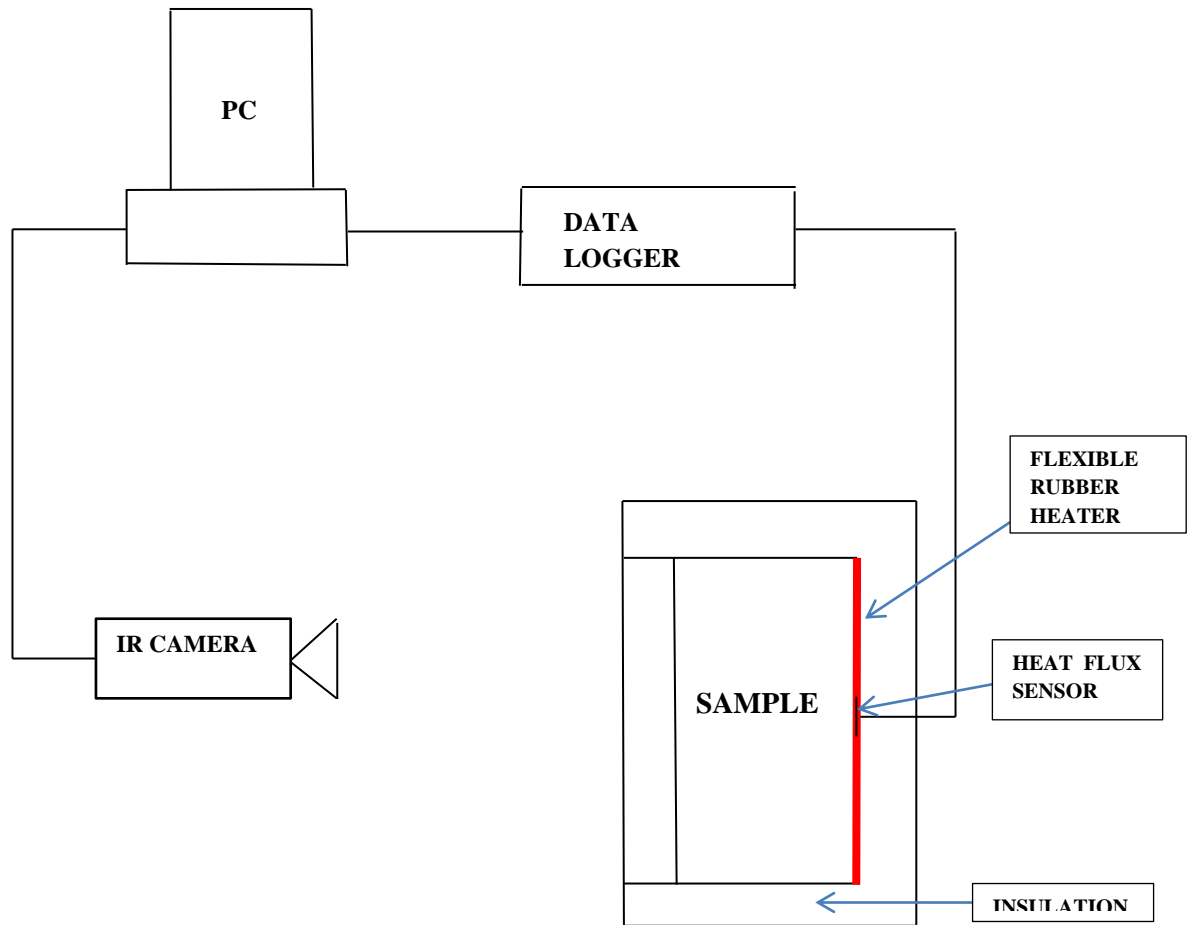 PC
DATA
LOGGER
FLEXIBLE
RUBBER
HEATER
IR CAMERA
HEAT FLUX
SENSOR
SAMPLE
INSULATION